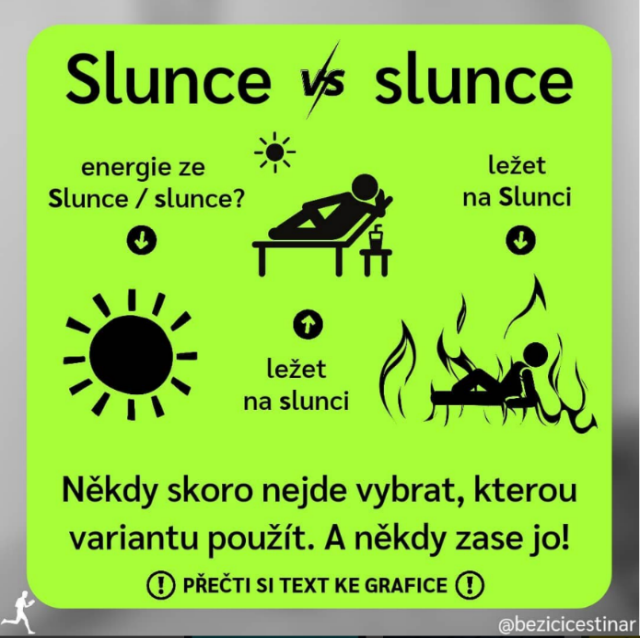 Slunce vs slunce
energie ze
Slunce / slunce?
ležet
na Slunci
ležet
na slunci
Někdy skoro nejde vybrat, kterou
variantu použít. A někdy zase jo!
! PŘEČTI SI TEXT KE GRAFICE !
@bezicicestinar